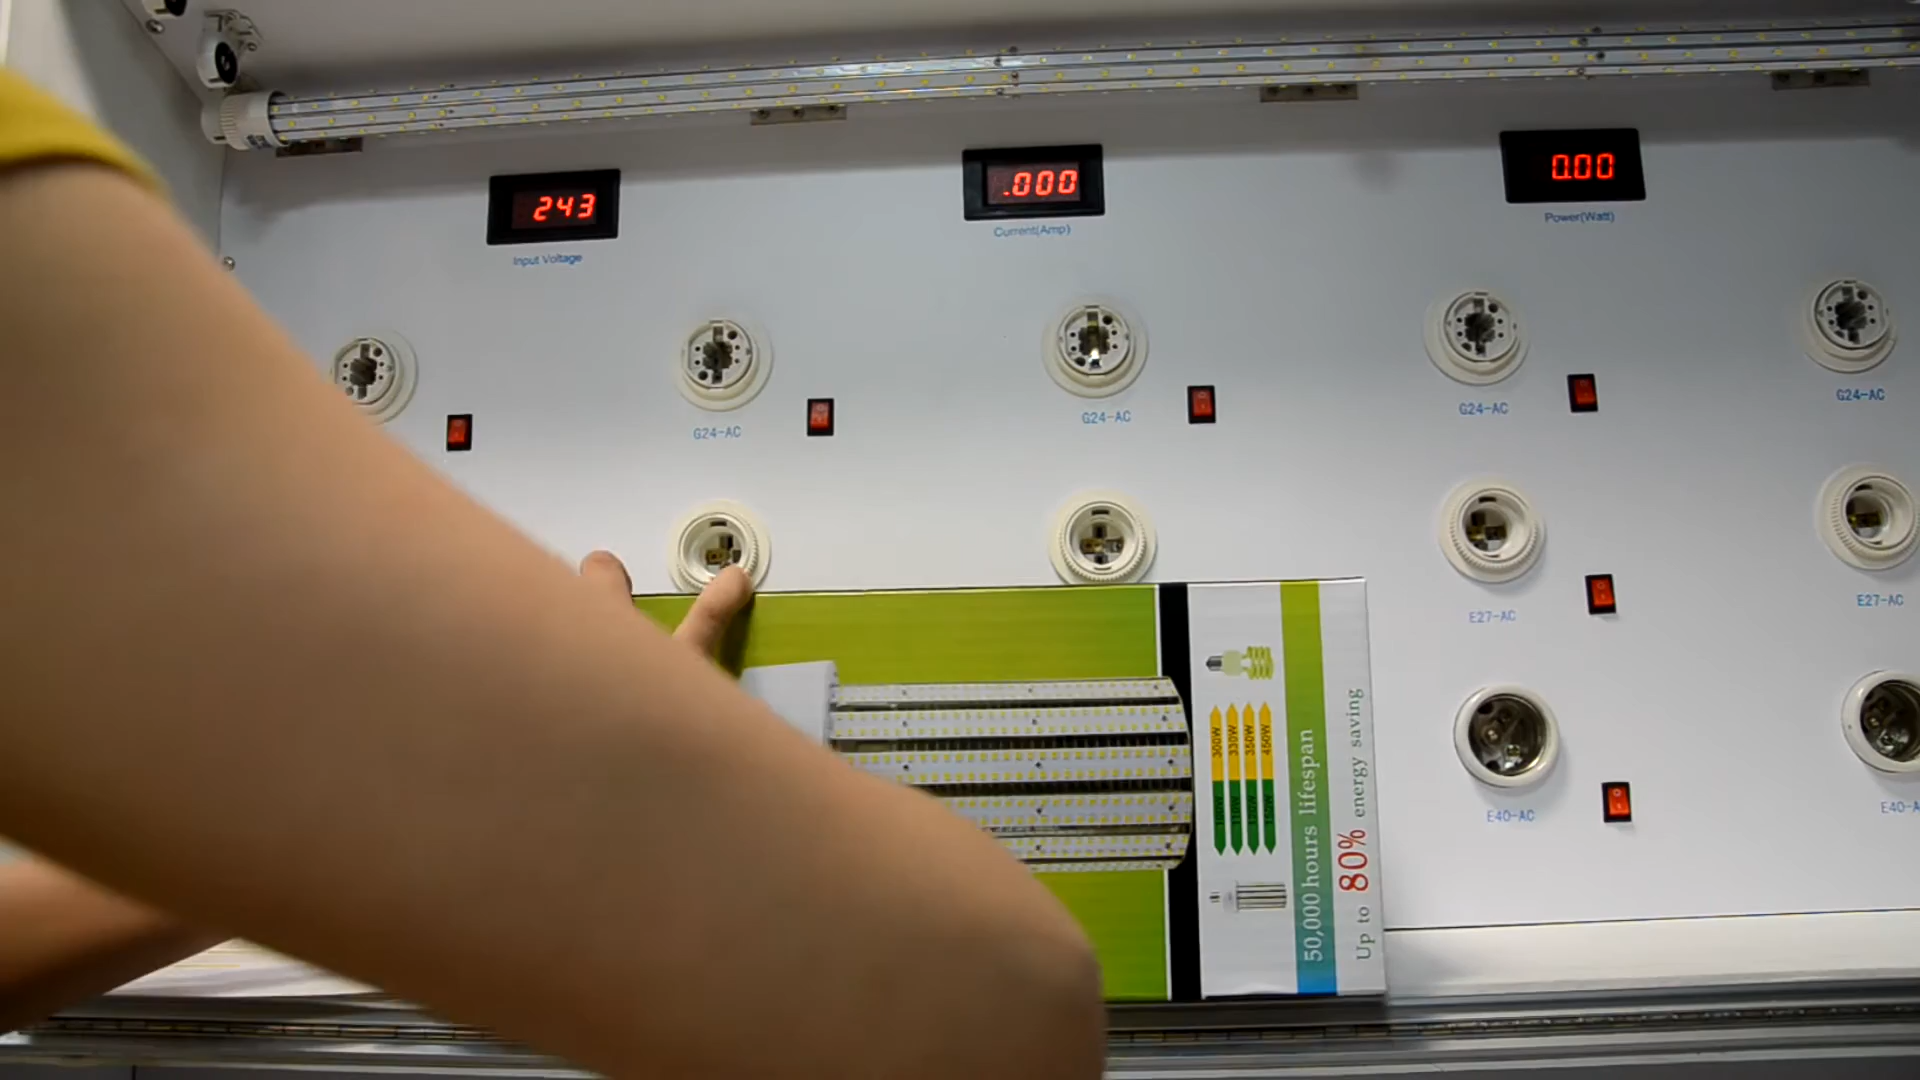 243
.000
0.00
Input Voltage
Current(Amp)
Power(Watt)
G24-AC
G24-AC
G24-AC
G24-AC
E27-AC
E27-AC
E40-AC
E40-A
300W
330W
350W
450W
50,000 hours lifespan
Up to 80% energy saving